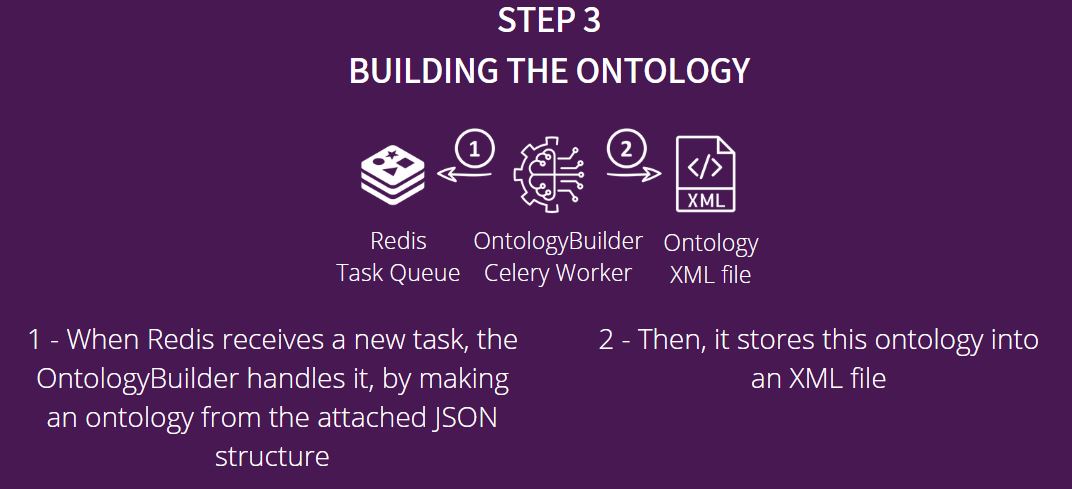 STEP 3
BUILDING THE ONTOLOGY
1
2
</>
XML
Redis
Task Queue
OntologyBuilder
Celery Worker
Ontology
XML file
1 - When Redis receives a new task, the
OntologyBuilder handles it, by making
an ontology from the attached JSON
structure
2 - Then, it stores this ontology into
an XML file